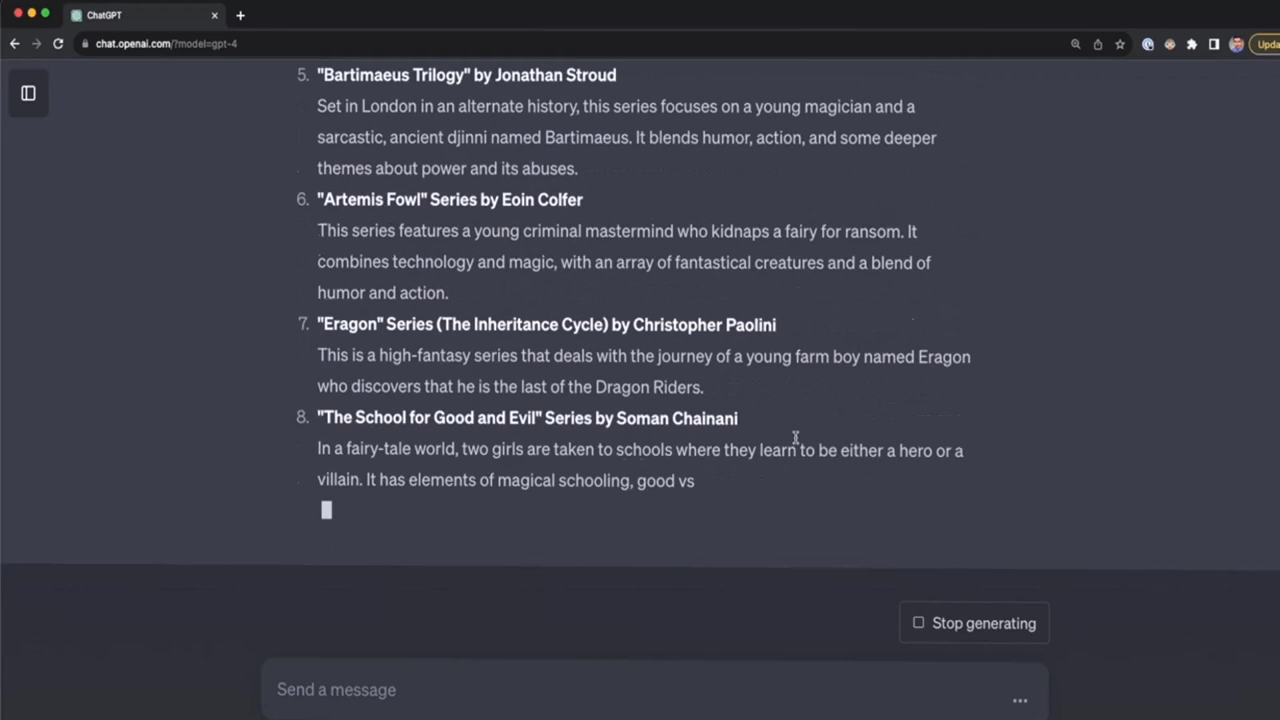 ChatGPT
chat.openai.com/?model=gpt-4
Upda
5. "Bartimaeus Trilogy" by Jonathan Stroud
Set in London in an alternate history, this series focuses on a young magician and a
sarcastic, ancient djinni named Bartimaeus. It blends humor, action, and some deeper
themes about power and its abuses.
6. "Artemis Fowl" Series by Eoin Colfer
This series features a young criminal mastermind who kidnaps a fairy for ransom. It
combines technology and magic, with an array of fantastical creatures and a blend of
humor and action.
7. "Eragon" Series (The Inheritance Cycle) by Christopher Paolini
This is a high-fantasy series that deals with the journey of a young farm boy named Eragon
who discovers that he is the last of the Dragon Riders.
8. "The School for Good and Evil" Series by Soman Chainani
In a fairy-tale world, two girls are taken to schools where they learn to be either a hero or a
villain. It has elements of magical schooling, good vs
Stop generating
Send a message